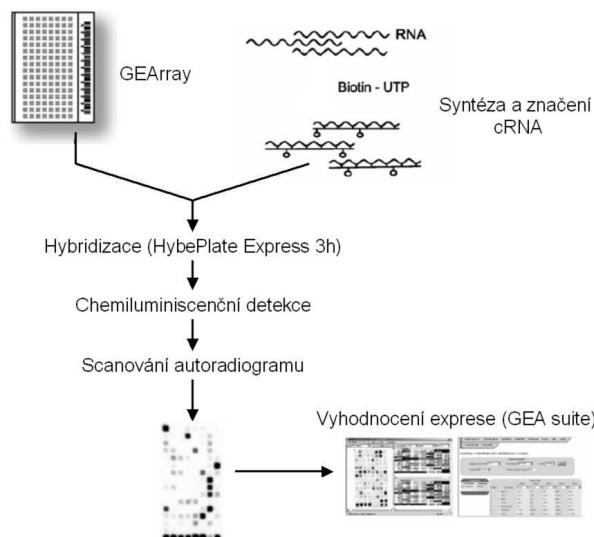 GEArray
RNA
Biotin - UTP
Syntéza a značení
cRNA
Hybridizace (HybePlate Express 3h)
Chemiluminiscenční detekce
Scanování autoradiogramu
Vyhodnocení exprese (GEA suite)